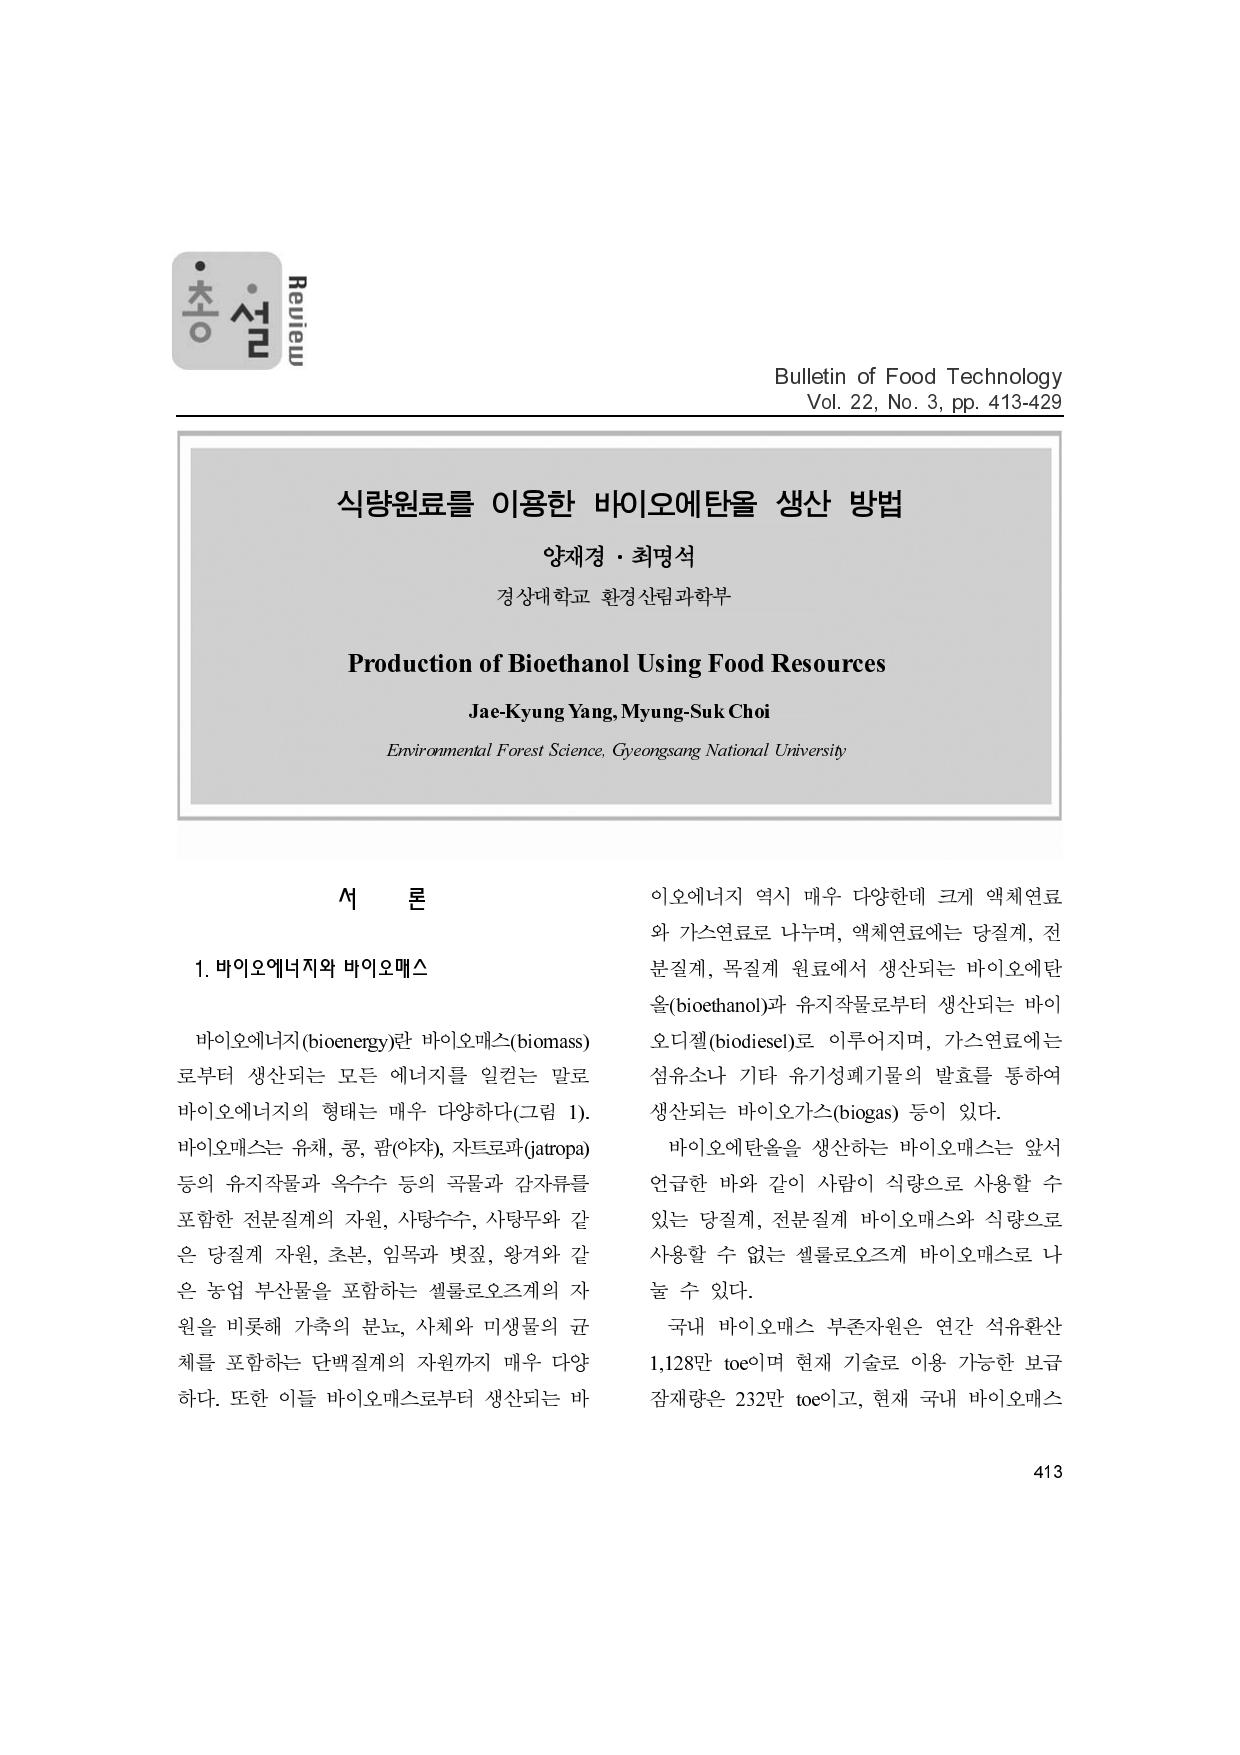 총설
Review
Bulletin of Food Technology
Vol. 22, No. 3, pp. 413-429
식량원료를 이용한 바이오에탄올 생산 방법
양재경 · 최명석
경상대학교 환경산림과학부
Production of Bioethanol Using Food Resources
Jae-Kyung Yang, Myung-Suk Choi
Environmental Forest Science, Gyeongsang National University
서 론
1. 바이오에너지와 바이오매스
바이오에너지(bioenergy)란 바이오매스(biomass)
로부터 생산되는 모든 에너지를 일컫는 말로
바이오에너지의 형태는 매우 다양하다(그림 1).
바이오매스는 유채, 콩, 팜(야쟈), 자트로파(jatropa)
등의 유지작물과 옥수수 등의 곡물과 감자류를
포함한 전분질계의 자원, 사탕수수, 사탕무와 같
은 당질계 자원, 초본, 임목과 볏짚, 왕겨와 같
은 농업 부산물을 포함하는 셀룰로오즈계의 자
원을 비롯해 가축의 분뇨, 사체와 미생물의 균
체를 포함하는 단백질계의 자원까지 매우 다양
하다. 또한 이들 바이오매스로부터 생산되는 바
이오에너지 역시 매우 다양한데 크게 액체연료
와 가스연료로 나누며, 액체연료에는 당질계, 전
분질계, 목질계 원료에서 생산되는 바이오에탄
올(bioethanol)과 유지작물로부터 생산되는 바이
오디젤(biodiesel)로 이루어지며, 가스연료에는
섬유소나 기타 유기성폐기물의 발효를 통하여
생산되는 바이오가스(biogas) 등이 있다.
바이오에탄올을 생산하는 바이오매스는 앞서
언급한 바와 같이 사람이 식량으로 사용할 수
있는 당질계, 전분질계 바이오매스와 식량으로
사용할 수 없는 셀룰로오즈계 바이오매스로 나
눌 수 있다.
국내 바이오매스 부존자원은 연간 석유환산
1,128만 toe이며 현재 기술로 이용 가능한 보급
잠재량은 232만 toe이고, 현재 국내 바이오매스
413